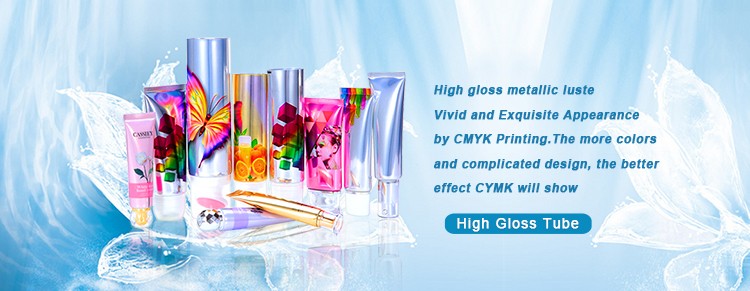 High gloss metallic luste
Vivid and Exquisite Appearance
by CMYK Printing.The more colors
and complicated design, the better
effect CYMK will show
High Gloss Tube